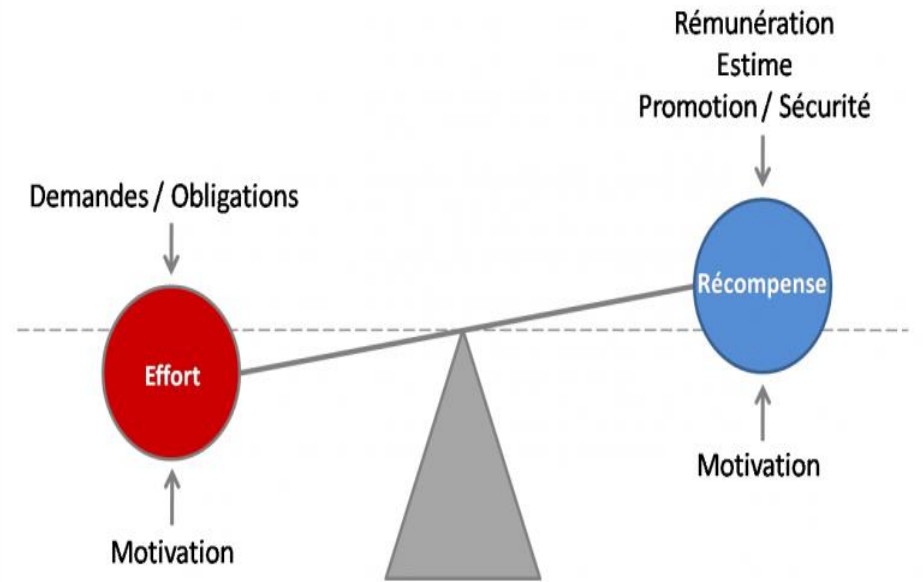 Rémunération
Estime
Promotion / Sécurité
Demandes / Obligations
Récompense
Effort
Motivation
Motivation